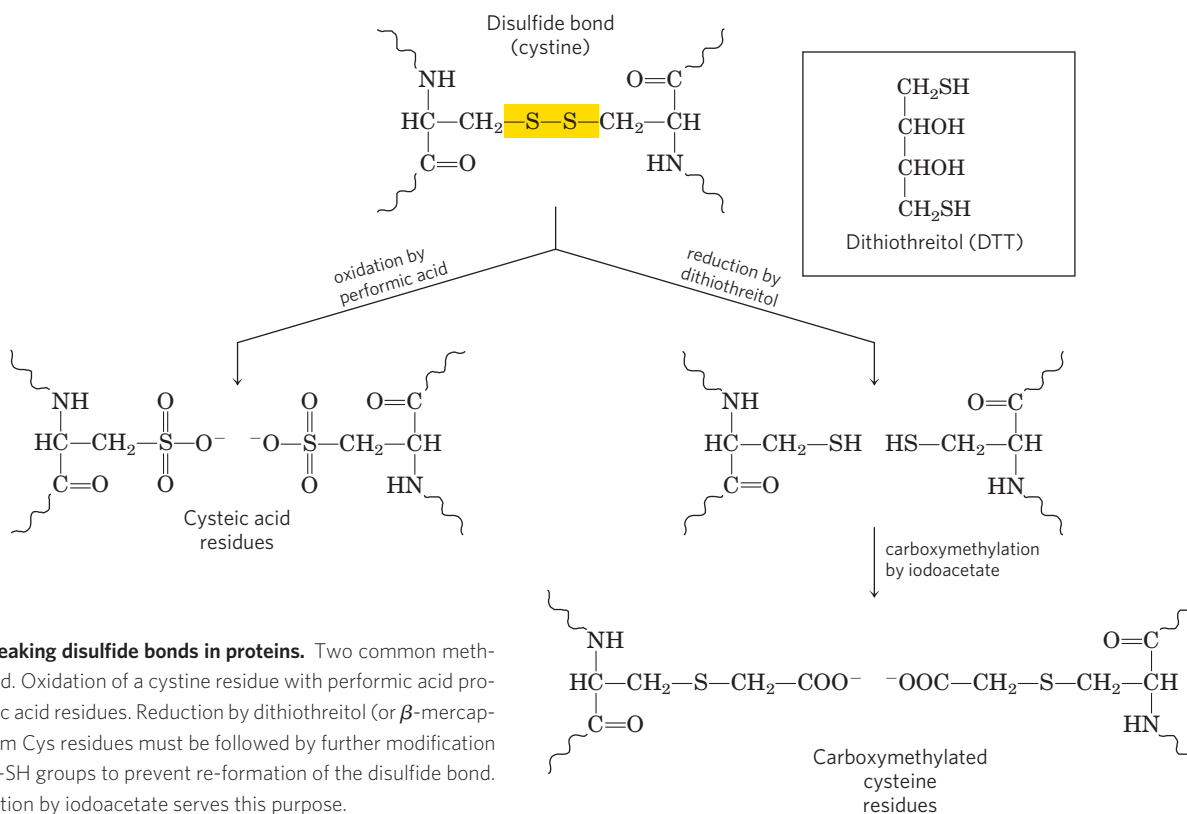 Disulfide bond
(cystine)
NH
O=C
HC—CH₂—S—S—CH₂—CH
C=O
HN
CH₂SH
CHOH
CHOH
CH₂SH
Dithiothreitol (DTT)
oxidation by
performic acid
reduction by
dithiothreitol
NH
O
O
O=C
HC—CH₂—S—O⁻
⁻O—S—CH₂—CH
C=O
O
O
HN
Cysteic acid
residues
NH
O=C
HC—CH₂—SH
HS—CH₂—CH
C=O
HN
carboxymethylation
by iodoacetate
NH
O=C
HC—CH₂—S—CH₂—COO⁻
⁻OOC—CH₂—S—CH₂—CH
C=O
HN
Carboxymethylated
cysteine
residues
eaking disulfide bonds in proteins. Two common meth-
d. Oxidation of a cystine residue with performic acid pro-
c acid residues. Reduction by dithiothreitol (or β-mercap-
m Cys residues must be followed by further modification
-SH groups to prevent re-formation of the disulfide bond.
tion by iodoacetate serves this purpose.